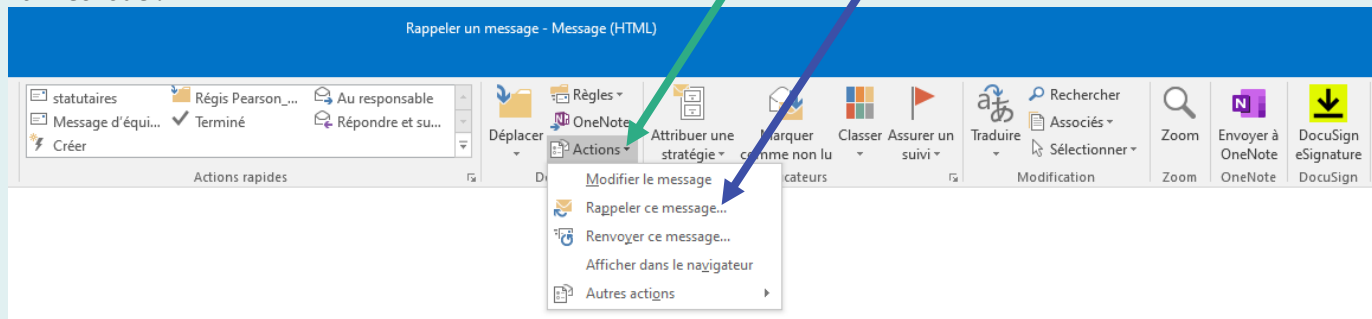 Rappeler un message - Message (HTML)
statutaires
Régis Pearson_...
Au responsable
Message d'équi...
Terminé
Répondre et su...
Créer
Actions rapides
Déplacer
Règles
OneNote
Actions
Attribuer une
stratégie
Marquer
comme non lu
Classer
Assurer un
suivi
cateurs
Traduire
Rechercher
Associés
Sélectionner
Modification
Zoom
Zoom
Envoyer à
OneNote
OneNote
DocuSign
eSignature
DocuSign
Modifier le message
Rappeler ce message...
Renvoyer ce message...
Afficher dans le navigateur
Autres actions